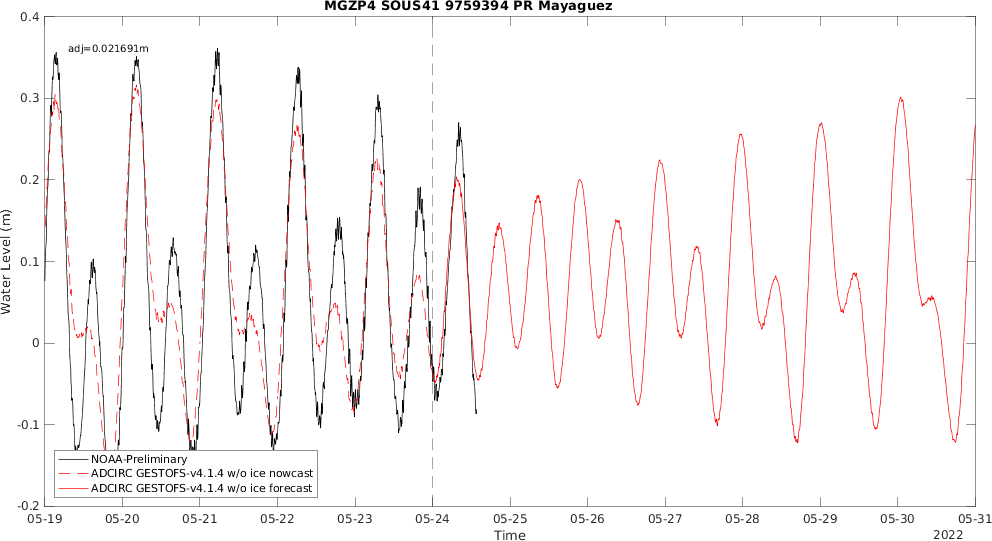 MGZP4 SOUS41 9759394 PR Mayaguez
adj=0.021691m
Water Level (m)
0.4
0.3
0.2
0.1
0
-0.1
-0.2
NOAA-Preliminary
ADCIRC GESTOFS-v4.1.4 w/o ice nowcast
ADCIRC GESTOFS-v4.1.4 w/o ice forecast
05-19 05-20 05-21 05-22 05-23 05-24 05-25 05-26 05-27 05-28 05-29 05-30 05-31
Time
2022